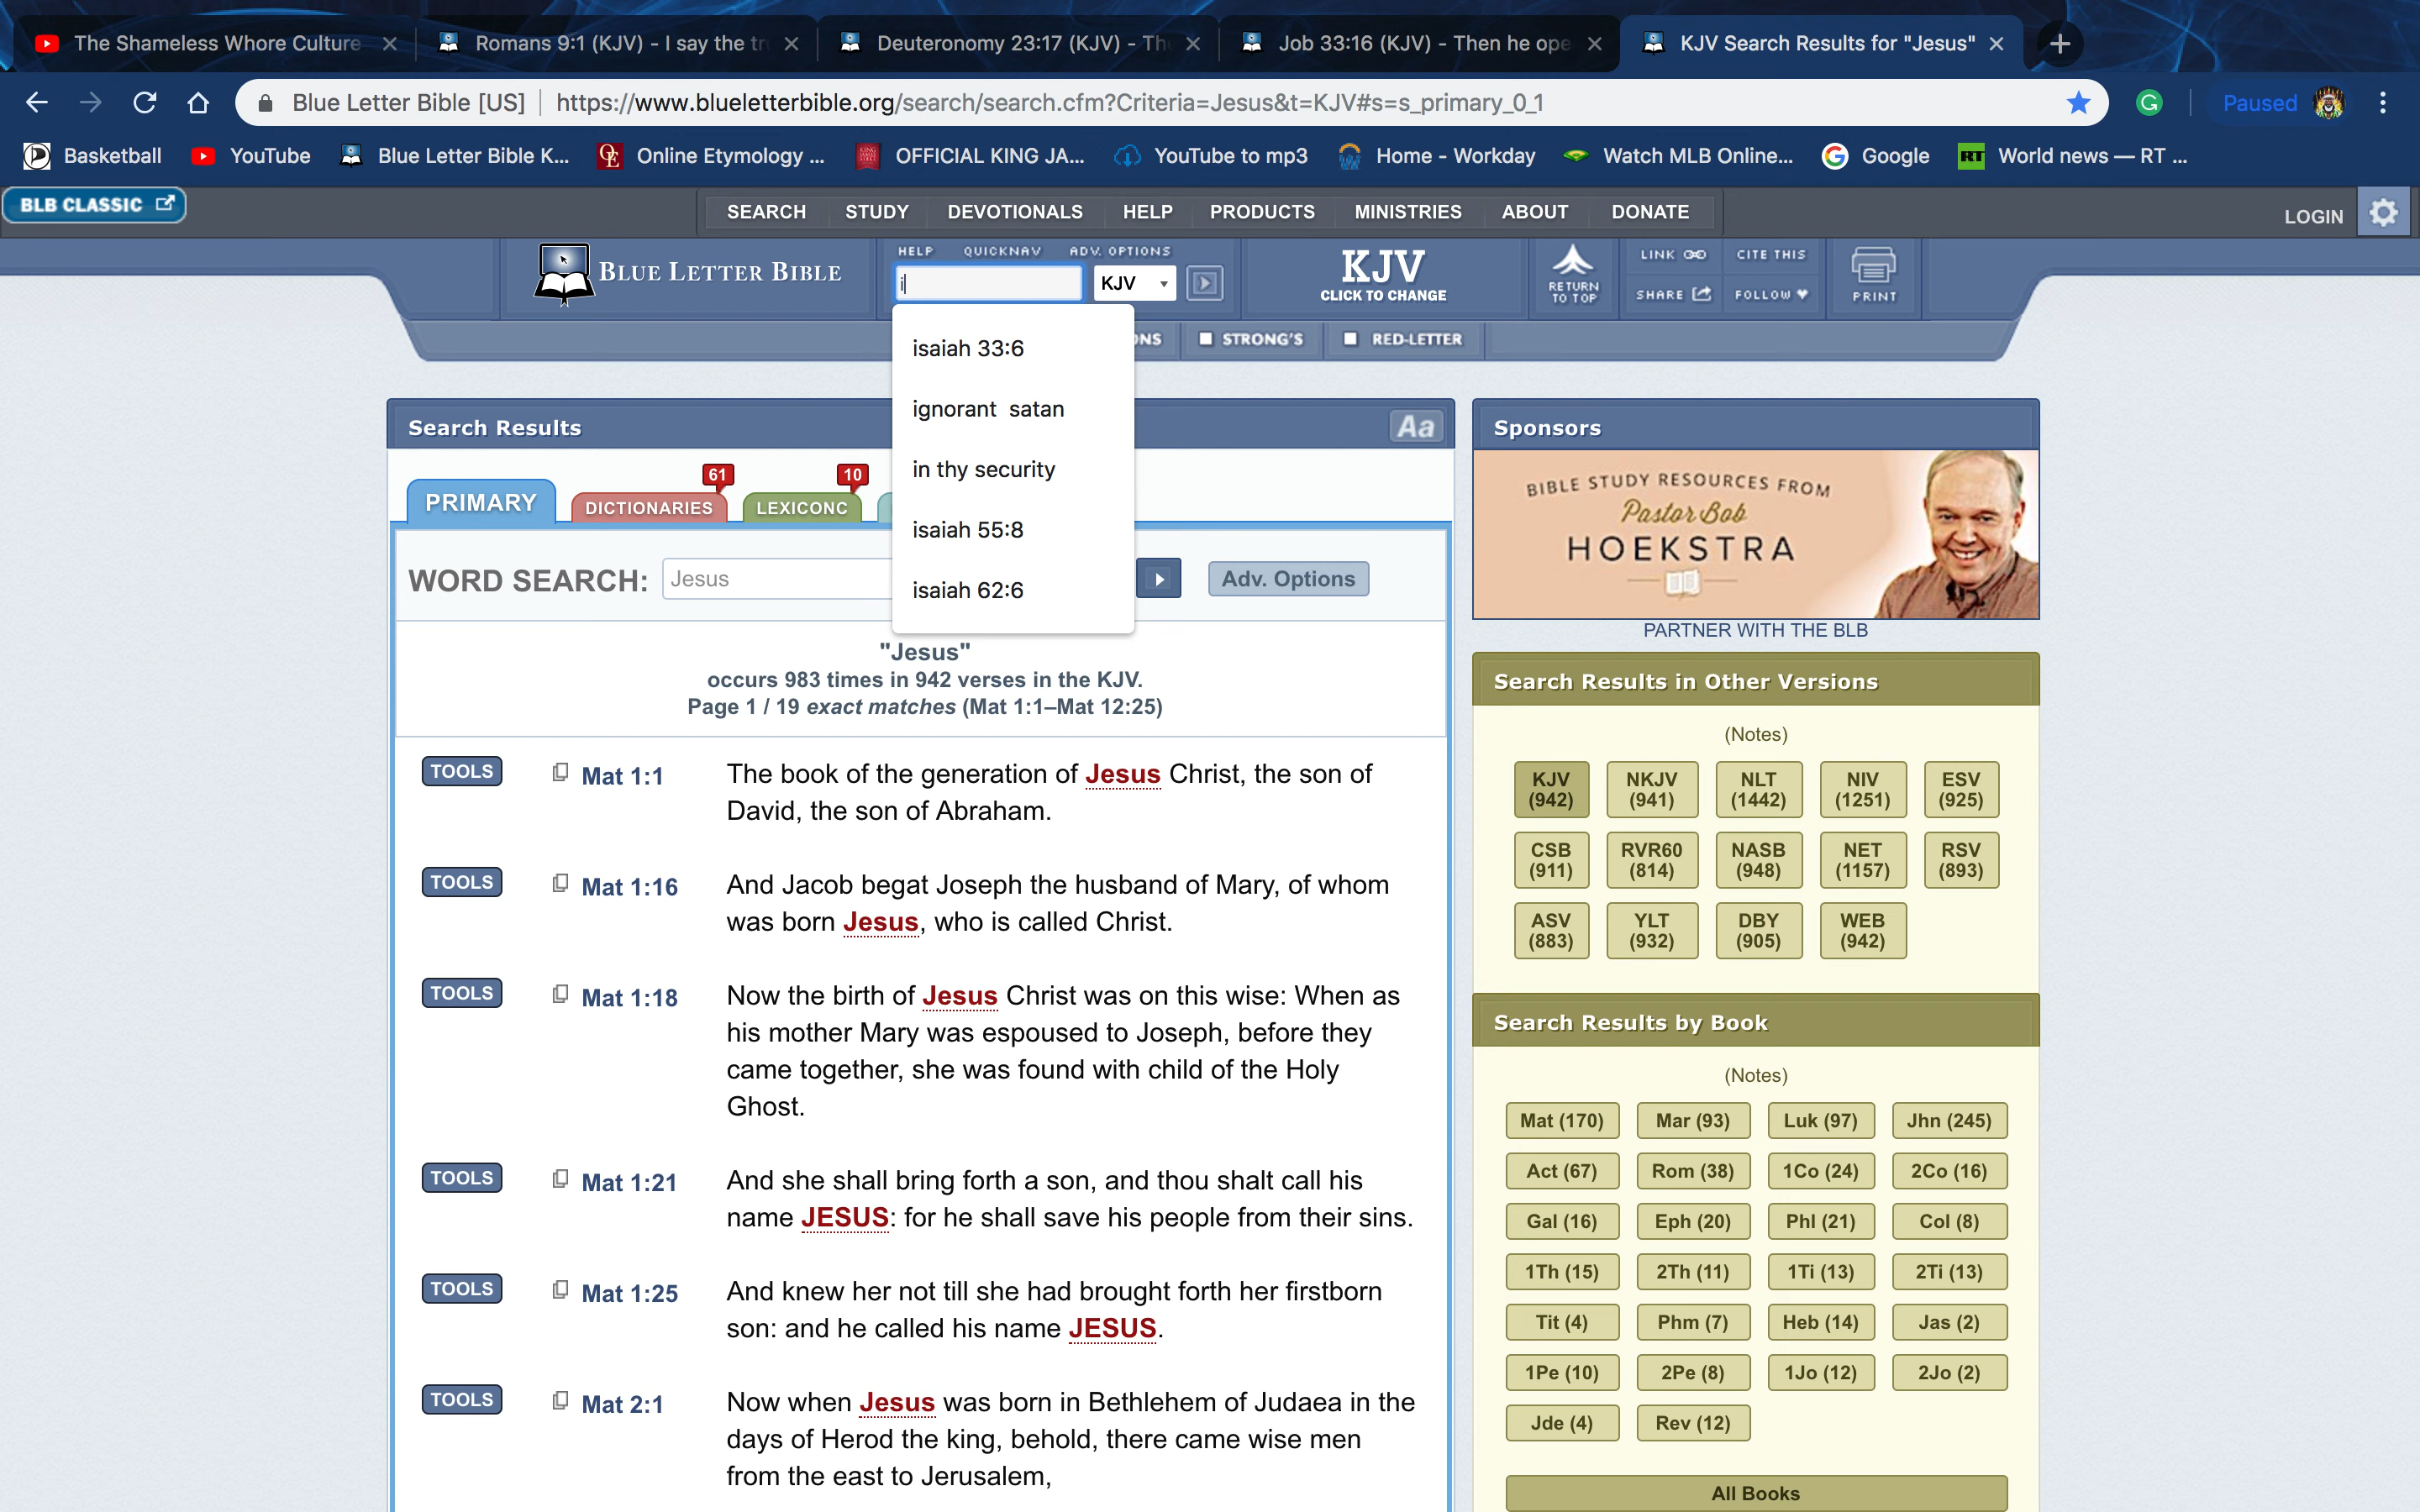 The Shameless Whore Culture
Romans 9:1 (KJV) - I say the tr
Deuteronomy 23:17 (KJV) - Th
Job 33:16 (KJV) - Then he ope
KJV Search Results for "Jesus"
Blue Letter Bible [US]
https://www.blueletterbible.org/search/search.cfm?Criteria=Jesus&t=KJV#s=s_primary_0_1
Paused
Basketball
YouTube
Blue Letter Bible K...
Online Etymology ...
OFFICIAL KING JA...
YouTube to mp3
Home - Workday
Watch MLB Online...
Google
World news — RT ...
BLB CLASSIC
SEARCH
STUDY
DEVOTIONALS
HELP
PRODUCTS
MINISTRIES
ABOUT
DONATE
LOGIN
BLUE LETTER BIBLE
HELP
QUICKNAV
ADV. OPTIONS
i
KJV
KJV
CLICK TO CHANGE
RETURN
TO TOP
LINK
CITE THIS
SHARE
FOLLOW
PRINT
NS
STRONG'S
RED-LETTER
isaiah 33:6
ignorant satan
in thy security
isaiah 55:8
isaiah 62:6
Search Results
Aa
PRIMARY
DICTIONARIES
61
LEXICONC
10
WORD SEARCH:
Jesus
Adv. Options
"Jesus"
occurs 983 times in 942 verses in the KJV.
Page 1 / 19 exact matches (Mat 1:1–Mat 12:25)
TOOLS
Mat 1:1
The book of the generation of Jesus Christ, the son of
David, the son of Abraham.
TOOLS
Mat 1:16
And Jacob begat Joseph the husband of Mary, of whom
was born Jesus, who is called Christ.
TOOLS
Mat 1:18
Now the birth of Jesus Christ was on this wise: When as
his mother Mary was espoused to Joseph, before they
came together, she was found with child of the Holy
Ghost.
TOOLS
Mat 1:21
And she shall bring forth a son, and thou shalt call his
name JESUS: for he shall save his people from their sins.
TOOLS
Mat 1:25
And knew her not till she had brought forth her firstborn
son: and he called his name JESUS.
TOOLS
Mat 2:1
Now when Jesus was born in Bethlehem of Judaea in the
days of Herod the king, behold, there came wise men
from the east to Jerusalem,
Sponsors
BIBLE STUDY RESOURCES FROM
Pastor Bob
HOEKSTRA
PARTNER WITH THE BLB
Search Results in Other Versions
(Notes)
KJV
(942)
NKJV
(941)
NLT
(1442)
NIV
(1251)
ESV
(925)
CSB
(911)
RVR60
(814)
NASB
(948)
NET
(1157)
RSV
(893)
ASV
(883)
YLT
(932)
DBY
(905)
WEB
(942)
Search Results by Book
(Notes)
Mat (170)
Mar (93)
Luk (97)
Jhn (245)
Act (67)
Rom (38)
1Co (24)
2Co (16)
Gal (16)
Eph (20)
Phl (21)
Col (8)
1Th (15)
2Th (11)
1Ti (13)
2Ti (13)
Tit (4)
Phm (7)
Heb (14)
Jas (2)
1Pe (10)
2Pe (8)
1Jo (12)
2Jo (2)
Jde (4)
Rev (12)
All Books